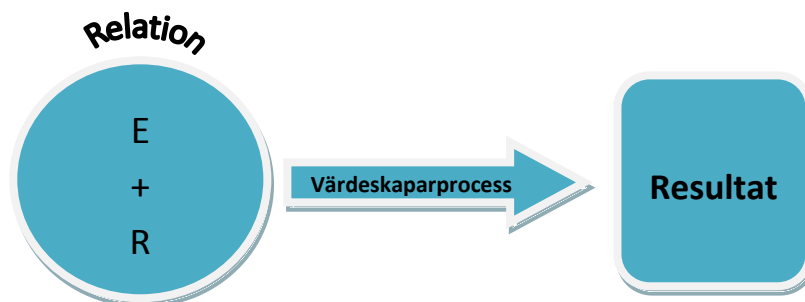 Relation
E
+
R
Värdeskaparprocess
Resultat